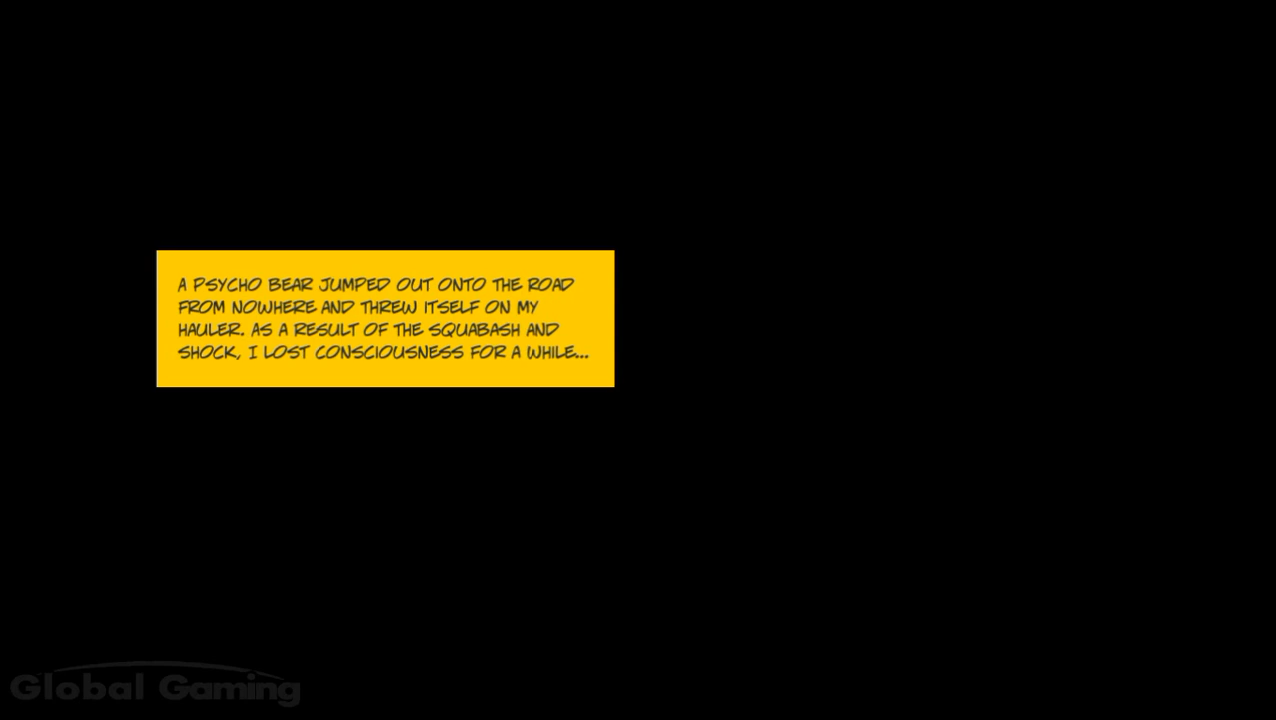 A PSYCHO BEAR JUMPED OUT ONTO THE ROAD
FROM NOWHERE AND THREW ITSELF ON MY
HAULER. AS A RESULT OF THE SQUABASH AND
SHOCK, I LOST CONSCIOUSNESS FOR A WHILE...
Global Gaming